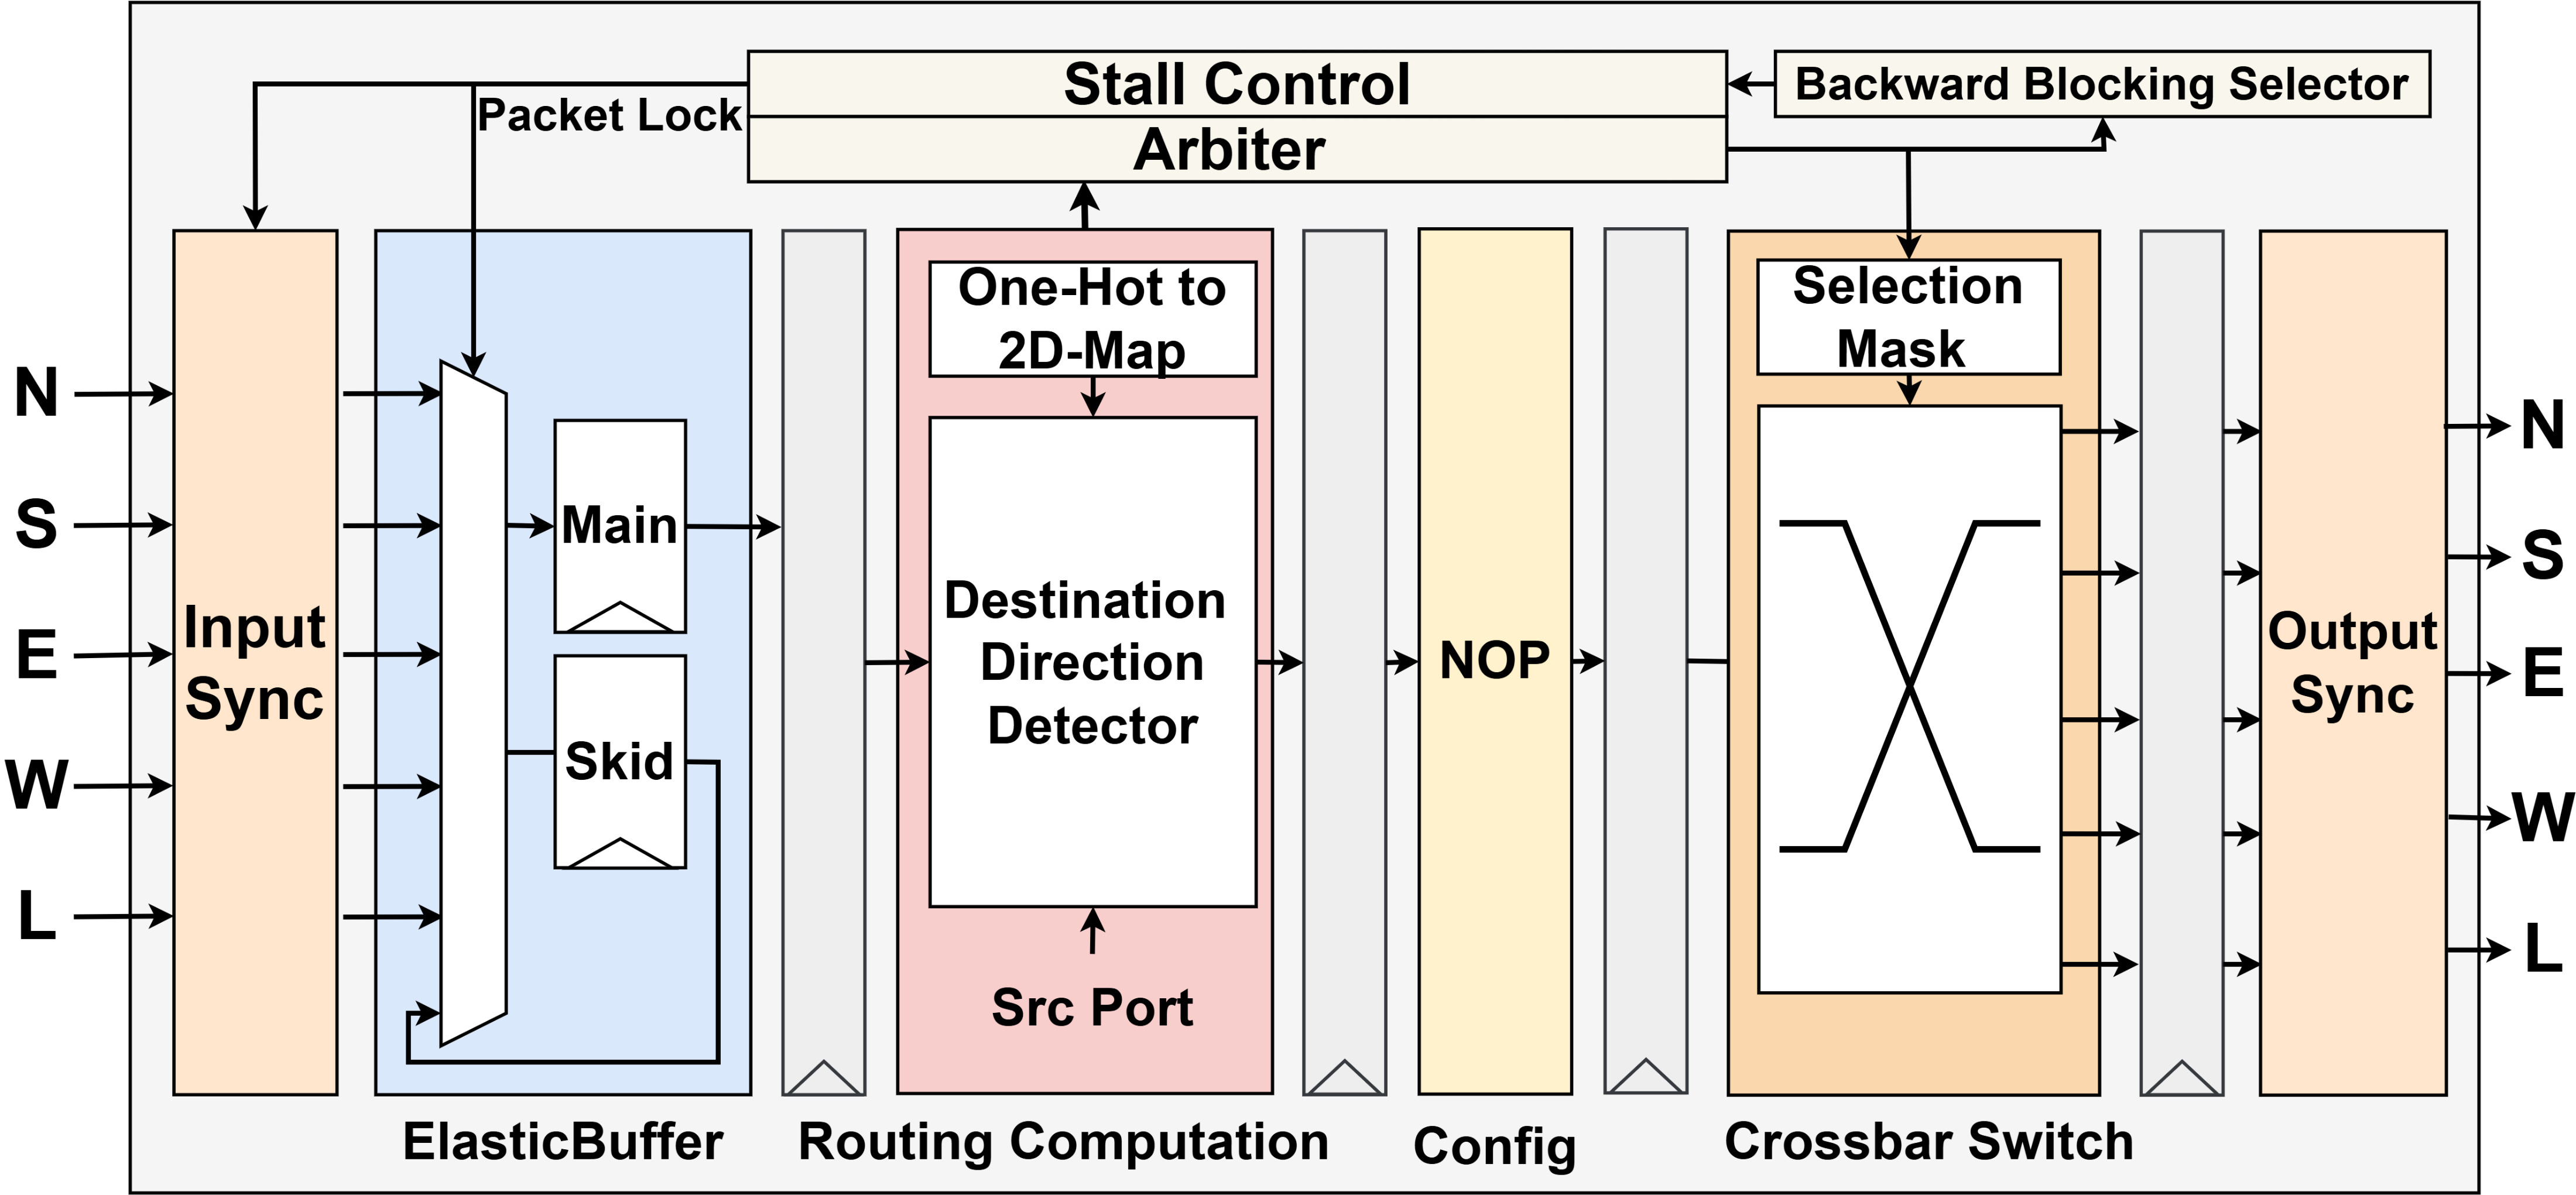 Stall Control
Backward Blocking Selector
Packet Lock
Arbiter
N
S
E
W
L
Input
Sync
Main
Skid
One-Hot to
2D-Map
Destination
Direction
Detector
Src Port
NOP
Selection
Mask
Output
Sync
N
S
E
W
L
ElasticBuffer
Routing Computation
Config
Crossbar Switch